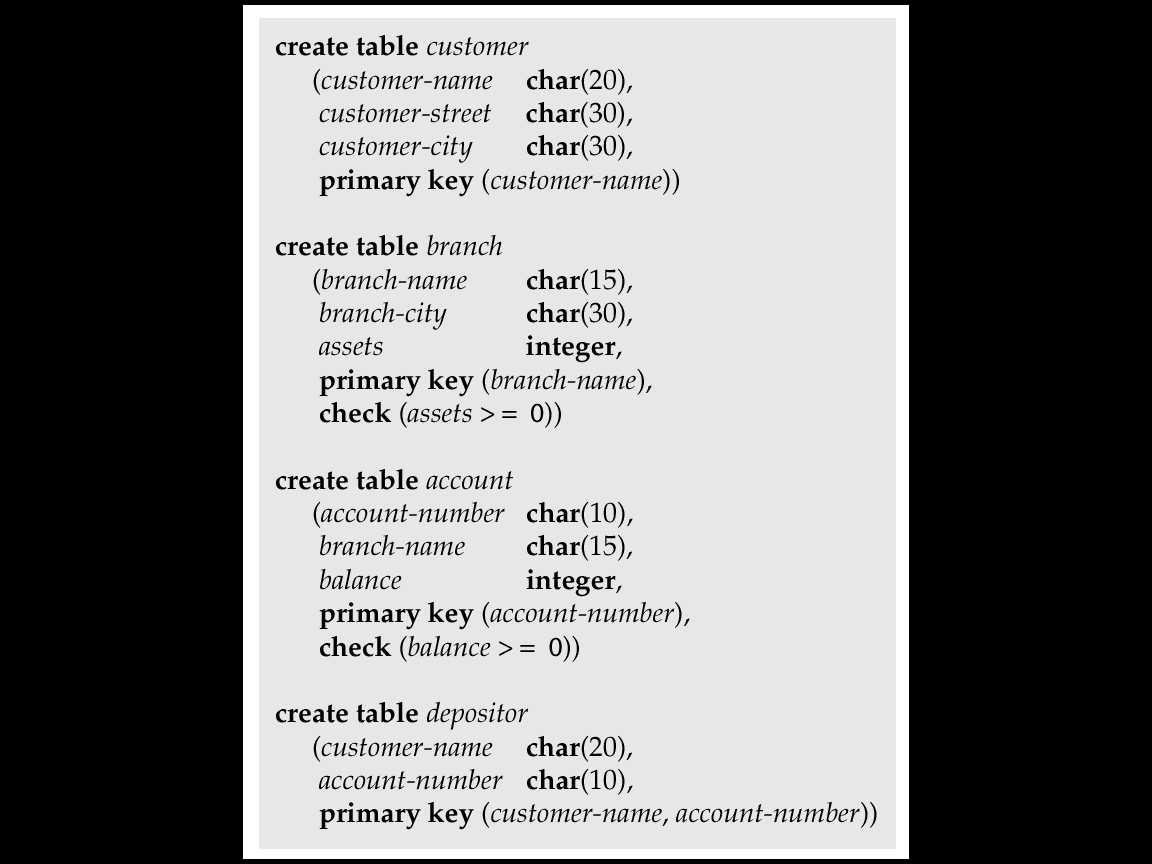 create table customer
(customer-name char(20),
customer-street char(30),
customer-city char(30),
primary key (customer-name))
create table branch
(branch-name char(15),
branch-city char(30),
assets integer,
primary key (branch-name),
check (assets >= 0))
create table account
(account-number char(10),
branch-name char(15),
balance integer,
primary key (account-number),
check (balance >= 0))
create table depositor
(customer-name char(20),
account-number char(10),
primary key (customer-name, account-number))